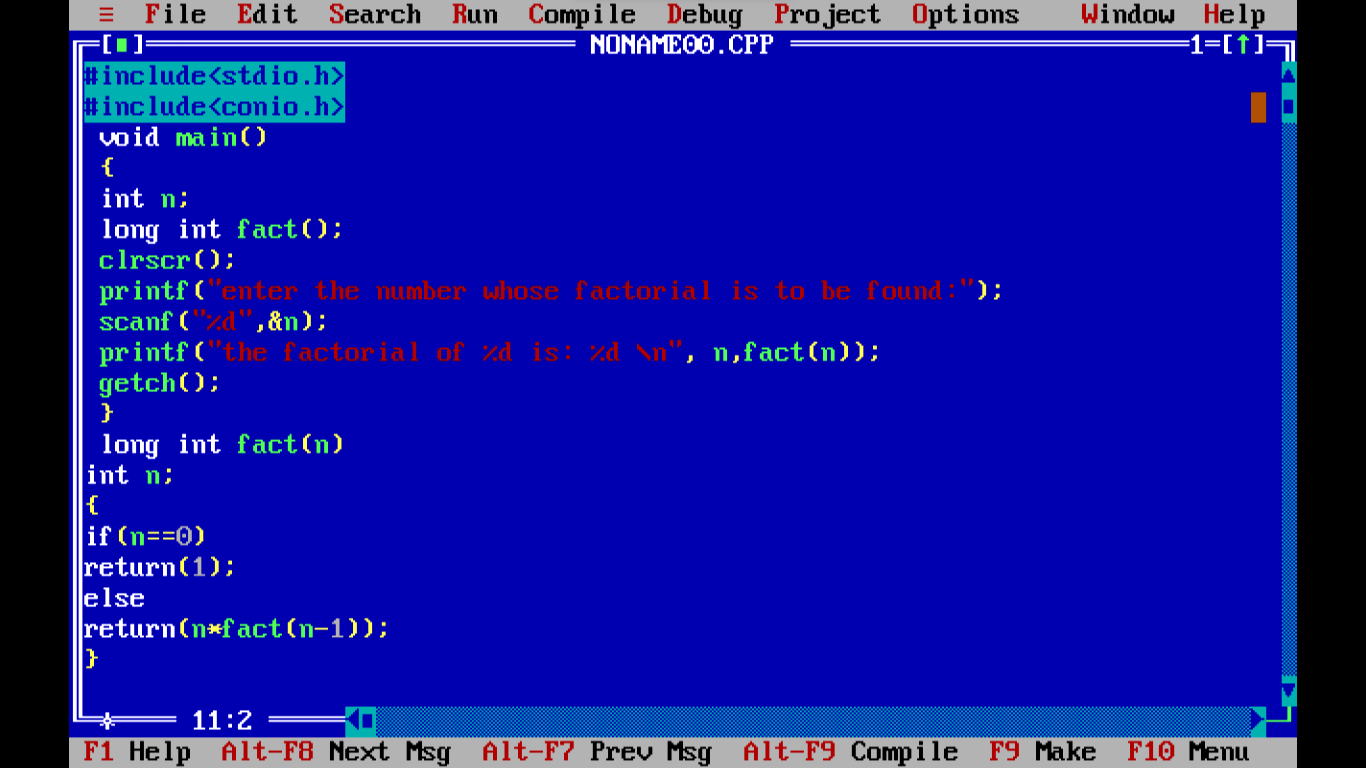 ≡ File Edit Search Run Compile Debug Project Options Window Help
[■] NONAME00.CPP 1=[↑]
#include<stdio.h>
#include<conio.h>
void main()
{
int n;
long int fact();
clrscr();
printf("enter the number whose factorial is to be found:");
scanf("%d",&n);
printf("the factorial of %d is: %d \n", n,fact(n));
getch();
}
long int fact(n)
int n;
{
if(n==0)
return(1);
else
return(n*fact(n-1));
}
11:2
F1 Help Alt-F8 Next Msg Alt-F7 Prev Msg Alt-F9 Compile F9 Make F10 Menu